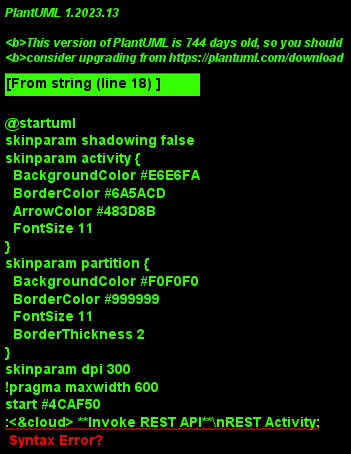 PlantUML 1.2023.13
<b>This version of PlantUML is 744 days old, so you should
<b>consider upgrading from https://plantuml.com/download
[From string (line 18) ]
@startuml
skinparam shadowing false
skinparam activity {
BackgroundColor #E6E6FA
BorderColor #6A5ACD
ArrowColor #483D8B
FontSize 11
}
skinparam partition {
BackgroundColor #F0F0F0
BorderColor #999999
FontSize 11
BorderThickness 2
}
skinparam dpi 300
!pragma maxwidth 600
start #4CAF50
:<&cloud> **Invoke REST API**\nREST Activity;
Syntax Error?